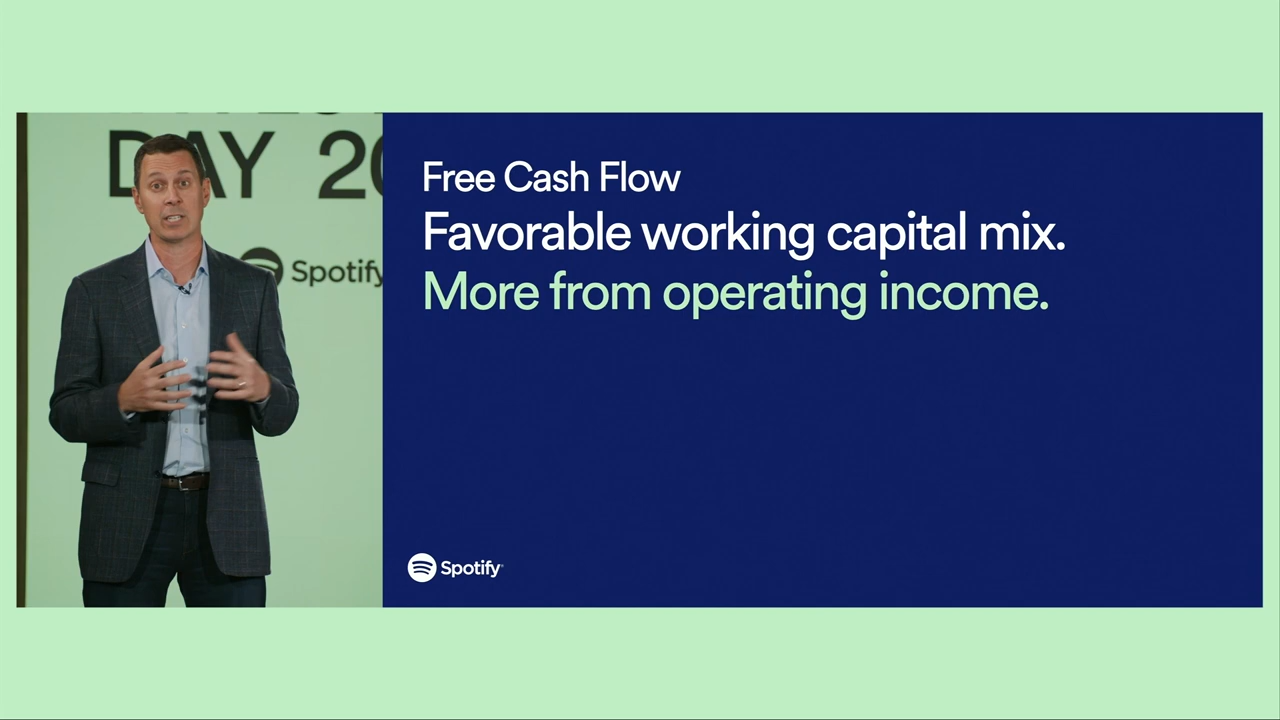 DAY 20
Spotify
Free Cash Flow
Favorable working capital mix.
More from operating income.
Spotify